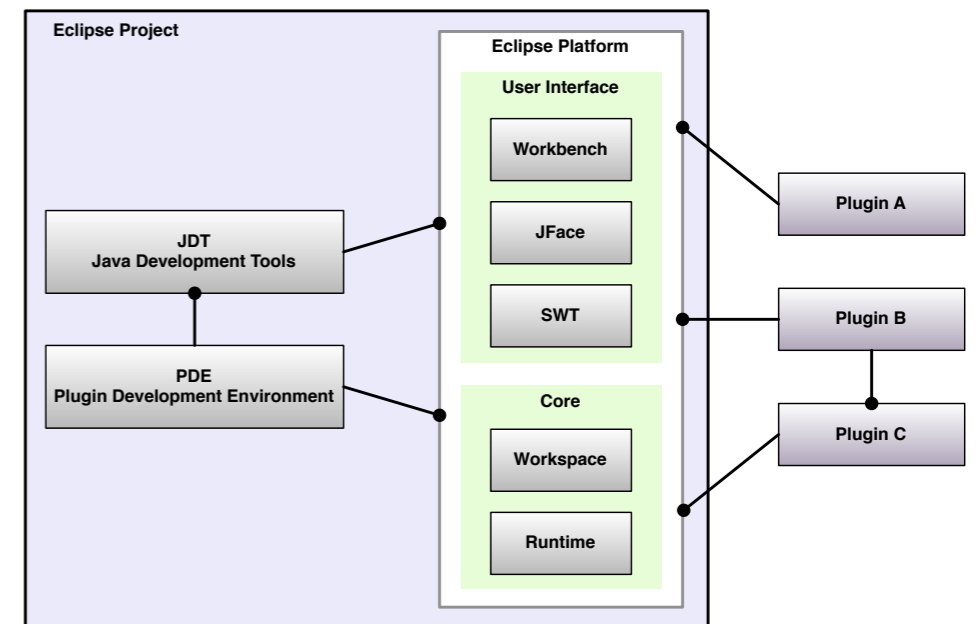 Eclipse Project
Eclipse Platform
User Interface
Workbench
JFace
SWT
Core
Workspace
Runtime
JDT
Java Development Tools
PDE
Plugin Development Environment
Plugin A
Plugin B
Plugin C